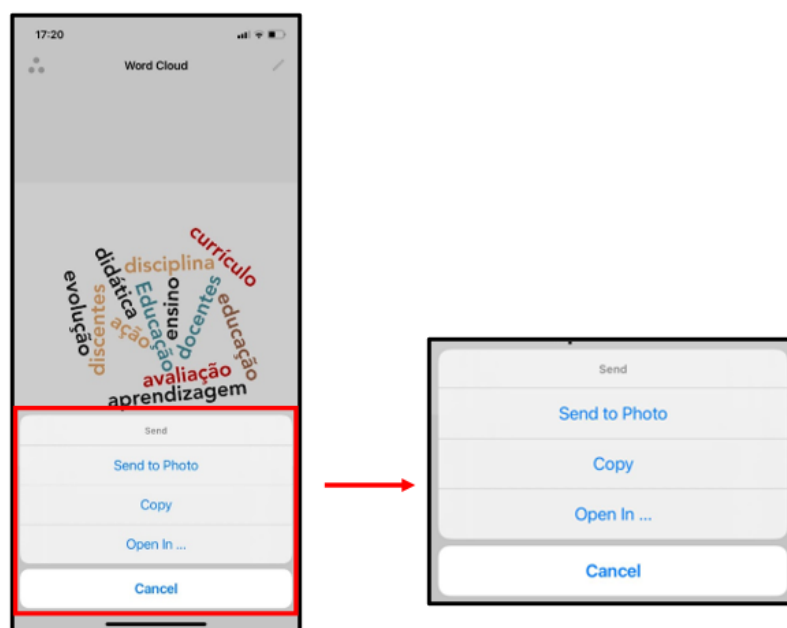 17:20
Word Cloud
currículo
disciplina
didática
evolução
discentes
ação
Educação
ensino
docentes
educação
avaliação
aprendizagem
Send
Send to Photo
Copy
Open In ...
Cancel
Send
Send to Photo
Copy
Open In ...
Cancel